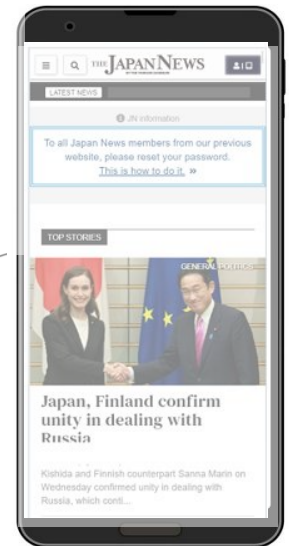 THE JAPAN NEWS
LATEST NEWS
JN information
To all Japan News members from our previous
website, please reset your password.
This is how to do it. »
TOP STORIES
GENERAL POLITICS
Japan, Finland confirm
unity in dealing with
Russia
Kishida and Finnish counterpart Sanna Marin on
Wednesday confirmed unity in dealing with
Russia, which conti...